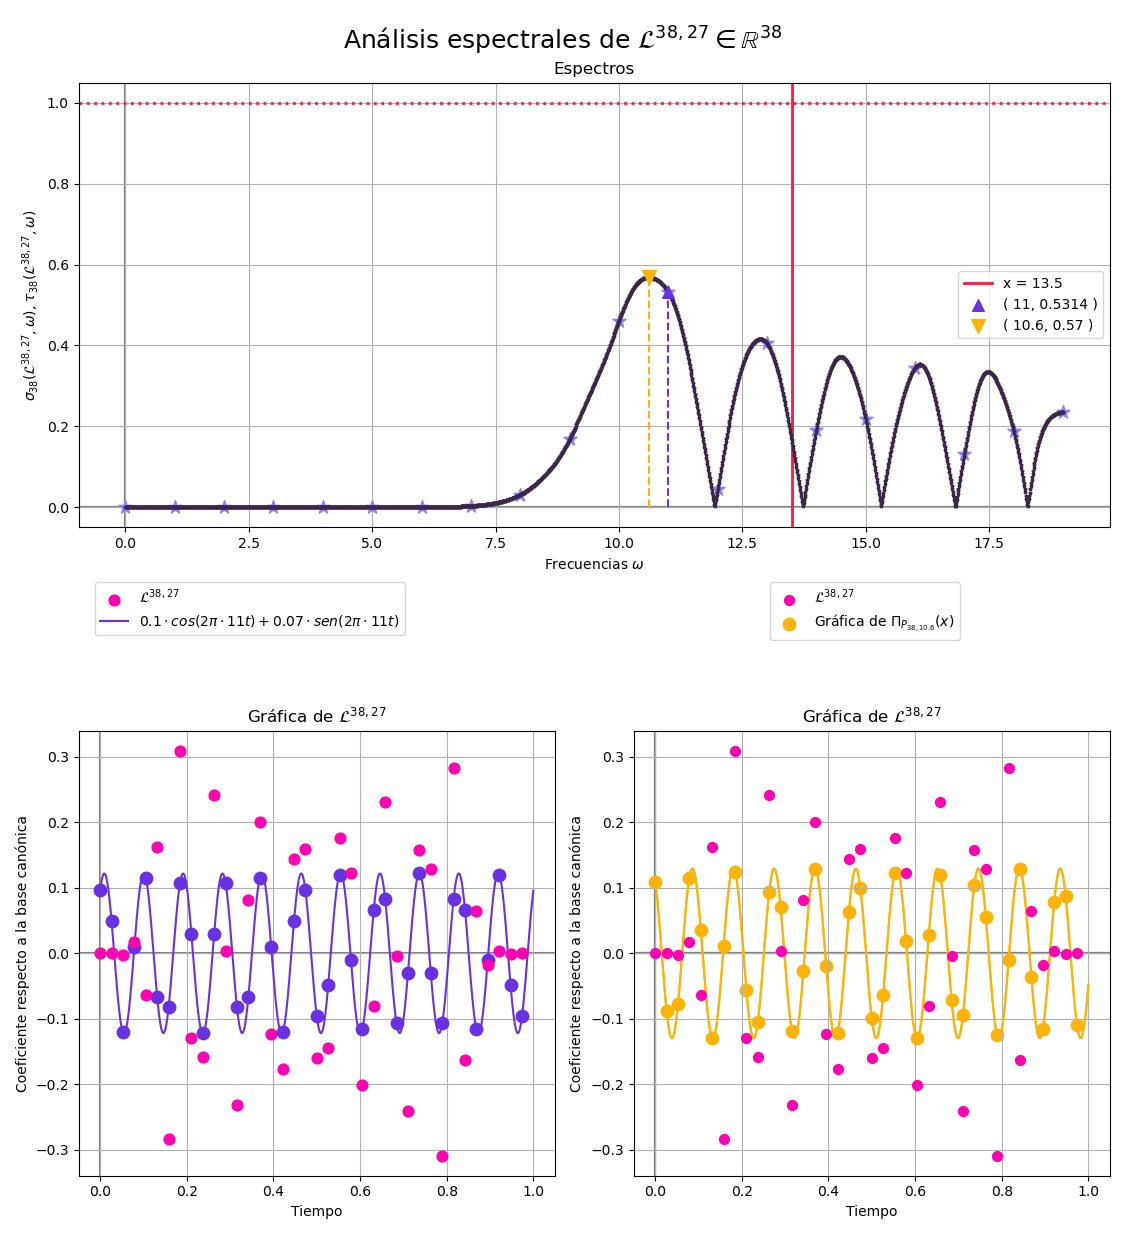 Análisis espectrales de 𝓛^{38,27} ∈ ℝ^{38}
Espectros
σ_{38}(𝓛^{38,27}, ω), τ_{38}(𝓛^{38,27}, ω)
1.0
0.8
0.6
0.4
0.2
0.0
x = 13.5
( 11, 0.5314 )
( 10.6, 0.57 )
0.0 2.5 5.0 7.5 10.0 12.5 15.0 17.5
Frecuencias ω
𝓛^{38,27}
0.1 · cos(2π · 11t) + 0.07 · sen(2π · 11t)
𝓛^{38,27}
Gráfica de Π_{P_{38,10.6}}(x)
Gráfica de 𝓛^{38,27}
Coeficiente respecto a la base canónica
0.3
0.2
0.1
0.0
−0.1
−0.2
−0.3
0.0 0.2 0.4 0.6 0.8 1.0
Tiempo
Gráfica de 𝓛^{38,27}
Coeficiente respecto a la base canónica
0.3
0.2
0.1
0.0
−0.1
−0.2
−0.3
0.0 0.2 0.4 0.6 0.8 1.0
Tiempo